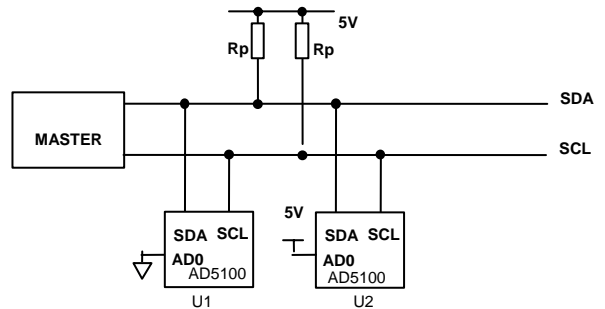 5V
Rp Rp
SDA
MASTER
SCL
5V
SDA SCL
AD0
AD5100
U1
SDA SCL
AD0
AD5100
U2